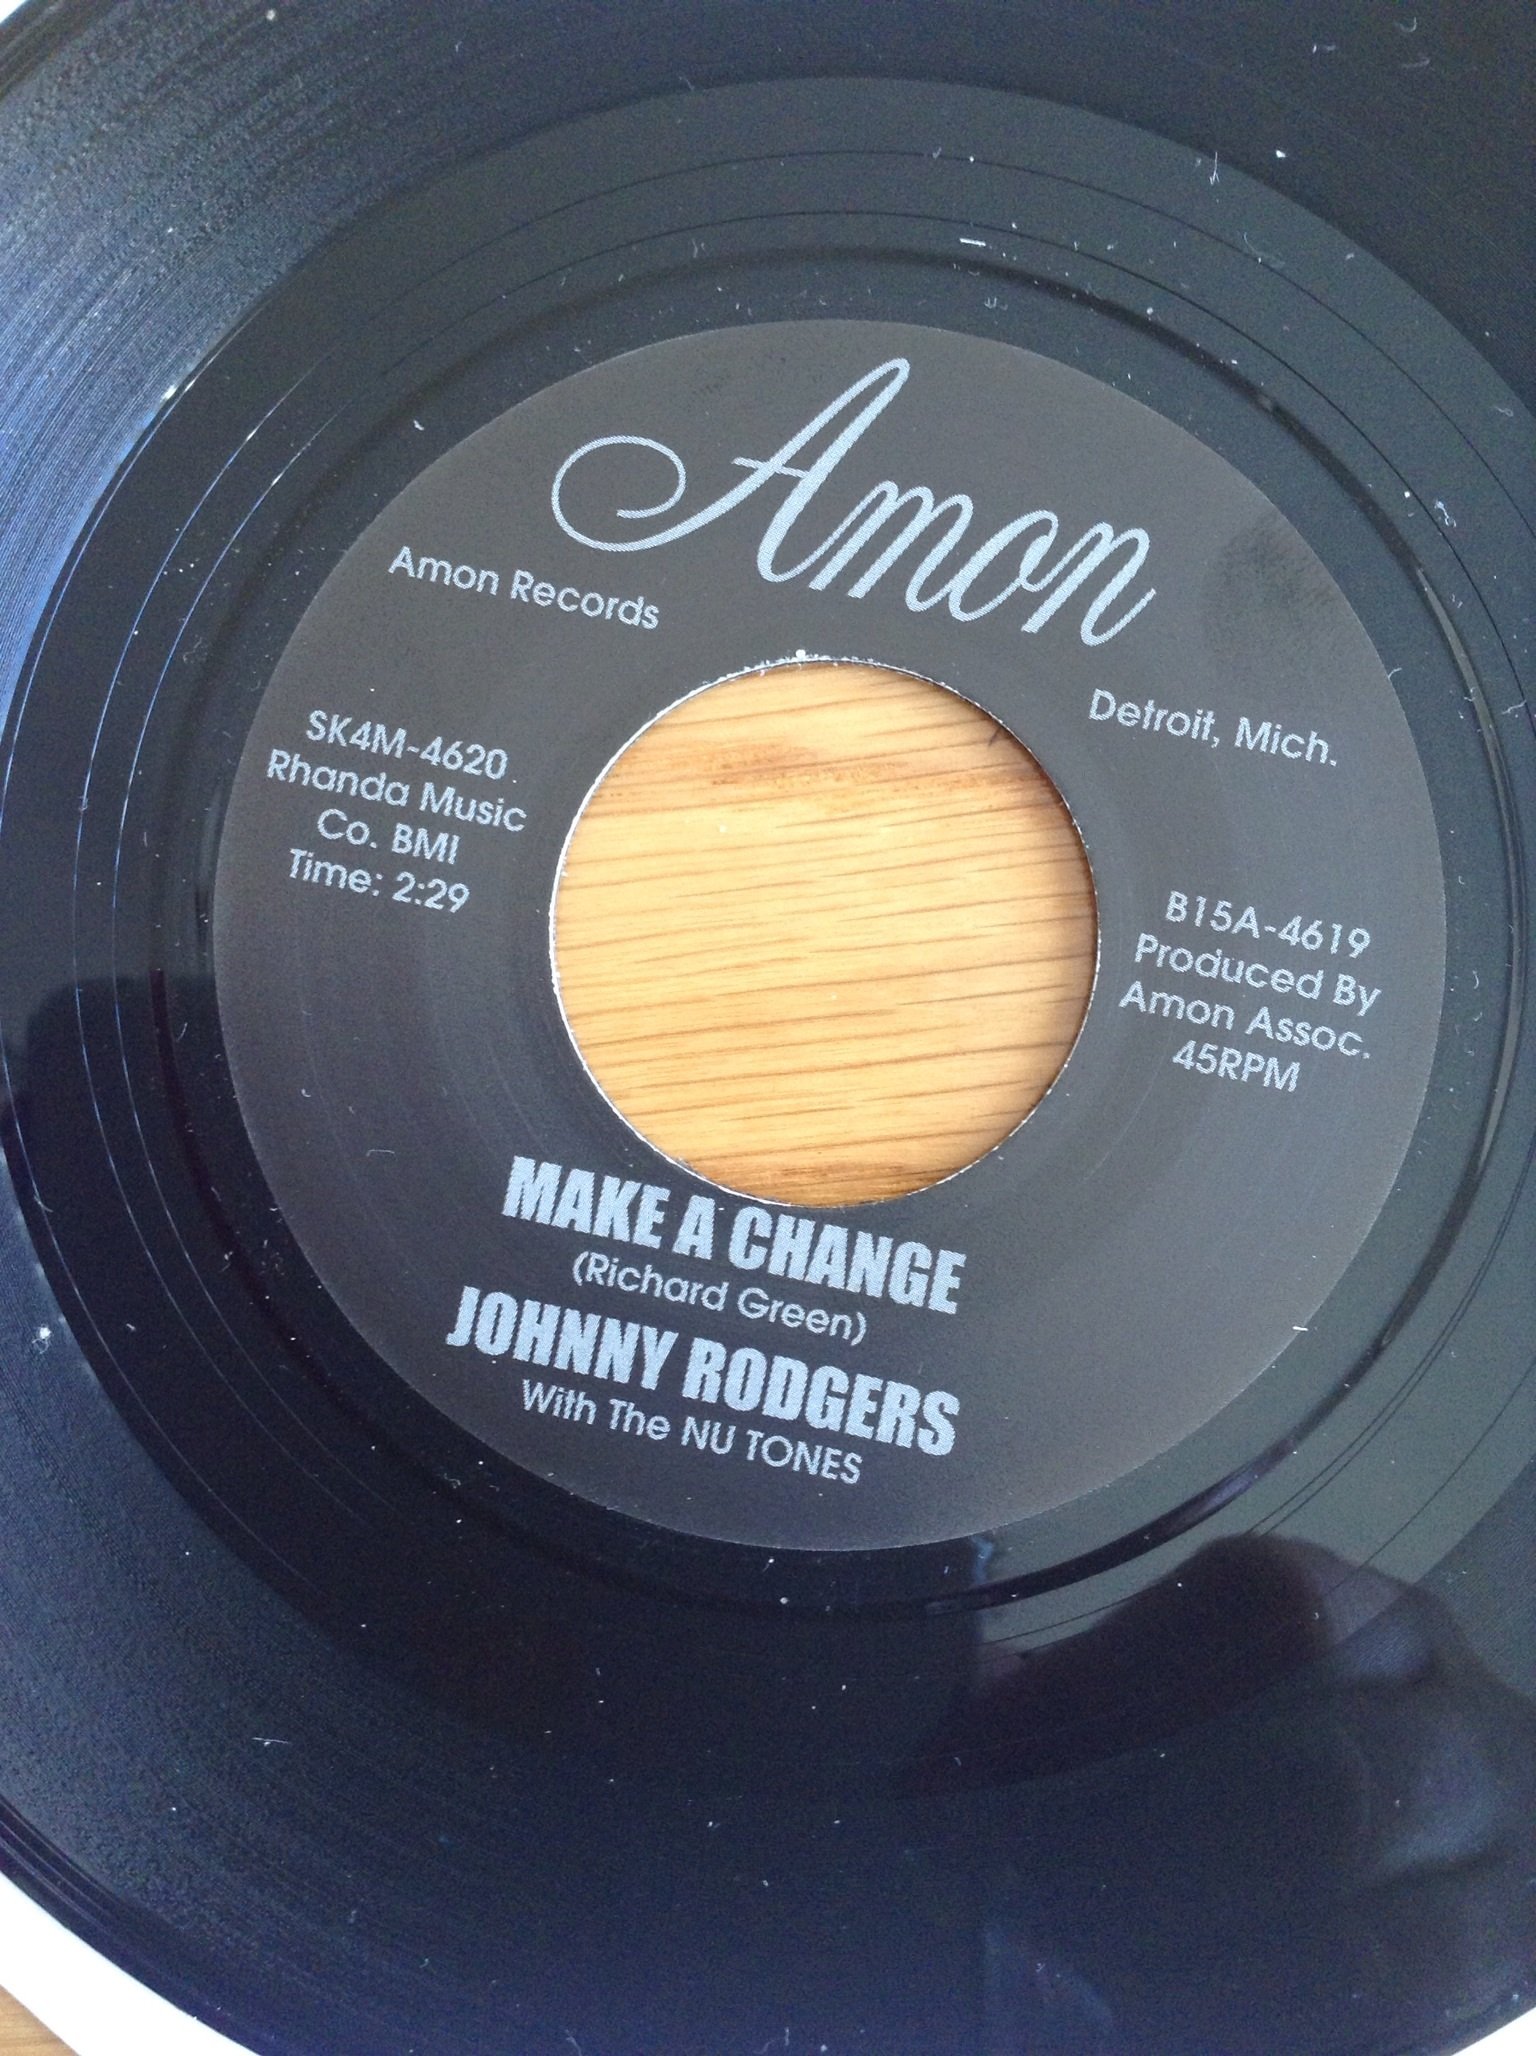 Amon
Amon Records
Detroit, Mich.
SK4M-4620
Rhanda Music
Co. BMI
Time: 2:29
B15A-4619
Produced By
Amon Assoc.
45RPM
MAKE A CHANGE
(Richard Green)
JOHNNY RODGERS
With The NU TONES